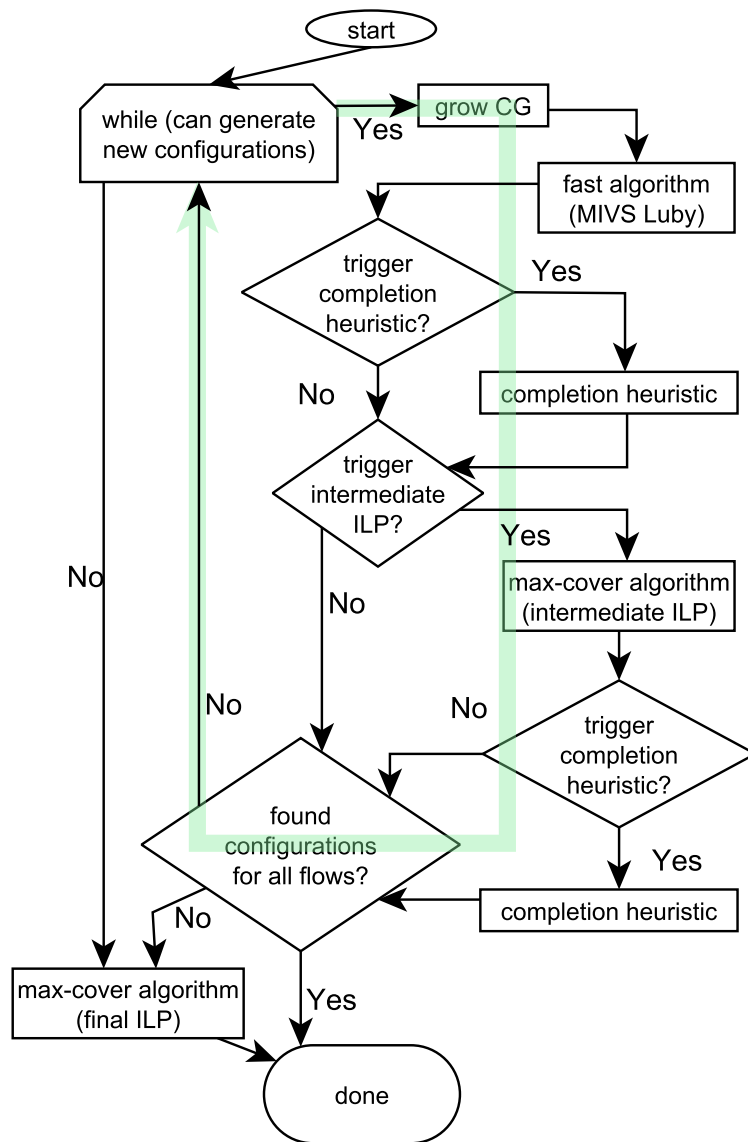 start
while (can generate
new configurations)
Yes
grow CG
fast algorithm
(MIVS Luby)
trigger
completion
heuristic?
Yes
No
completion heuristic
trigger
intermediate
ILP?
Yes
No
No
max-cover algorithm
(intermediate ILP)
No
No
trigger
completion
heuristic?
found
configurations
for all flows?
Yes
completion heuristic
No
max-cover algorithm
(final ILP)
Yes
done